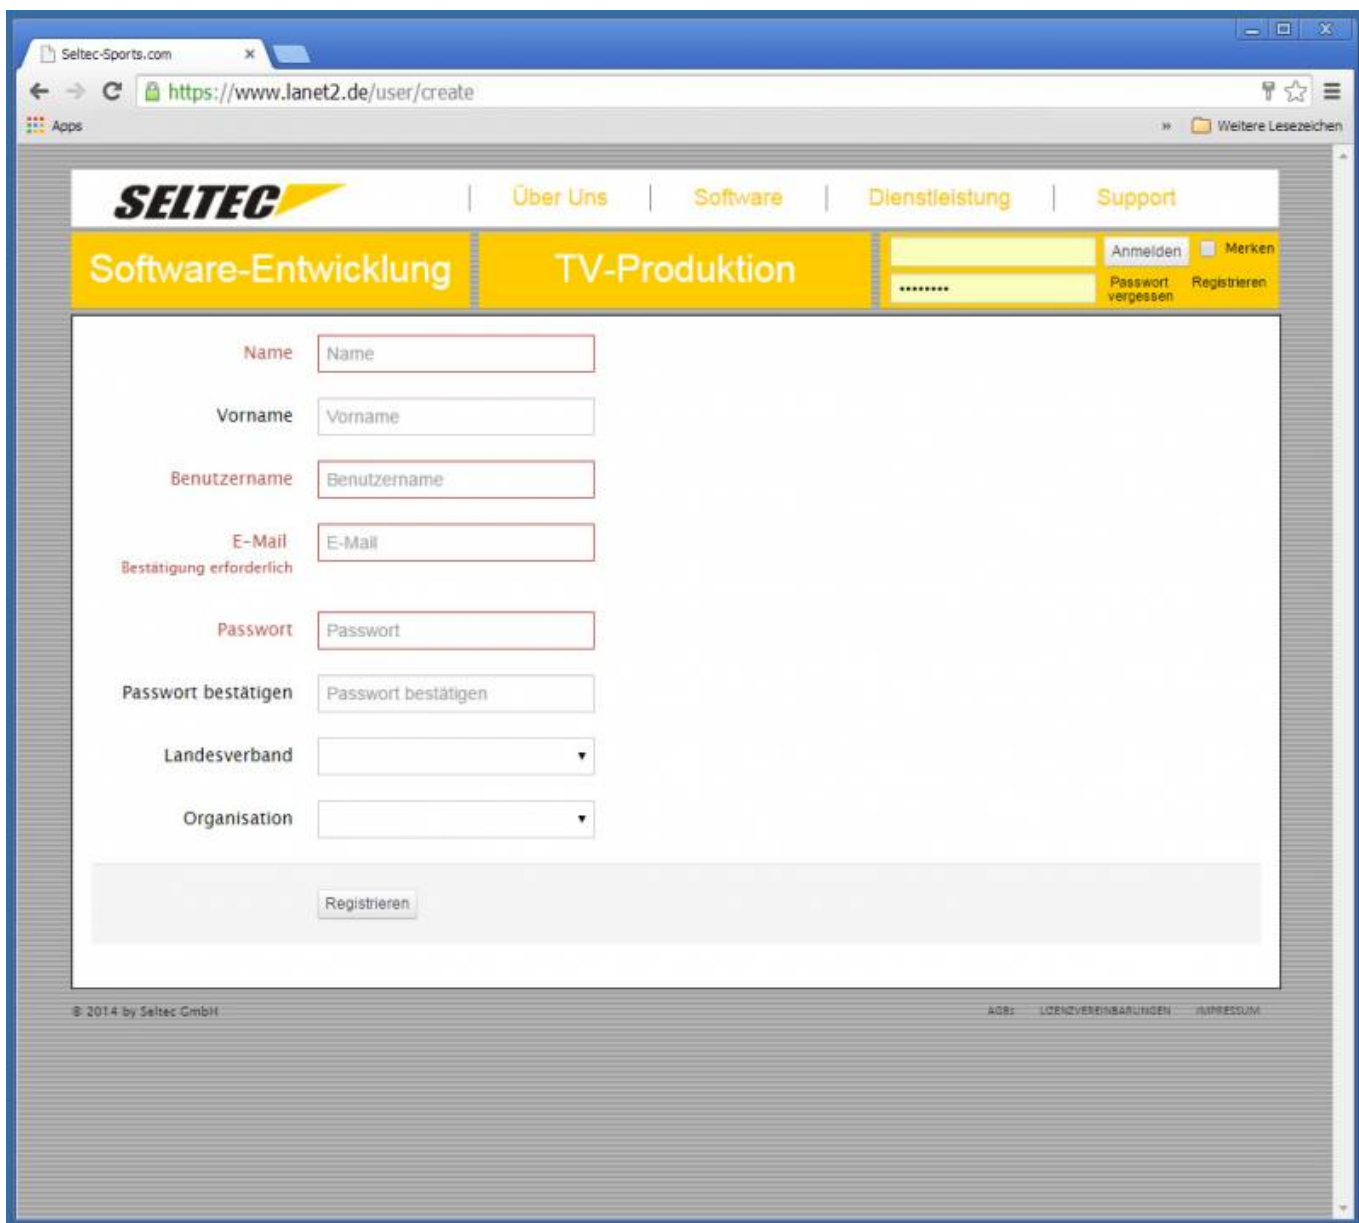 Seltec-Sports.com
https://www.lanet2.de/user/create
Apps » Weitere Lesezeichen
SELTEC Über Uns Software Dienstleistung Support
Software-Entwicklung TV-Produktion
Anmelden Merken
•••••••• Passwort vergessen Registrieren
Name Name
Vorname Vorname
Benutzername Benutzername
E-Mail E-Mail
Bestätigung erforderlich
Passwort Passwort
Passwort bestätigen Passwort bestätigen
Landesverband
Organisation
Registrieren
© 2014 by Seltec GmbH AGBs LIZENZVEREINBARUNGEN IMPRESSUM